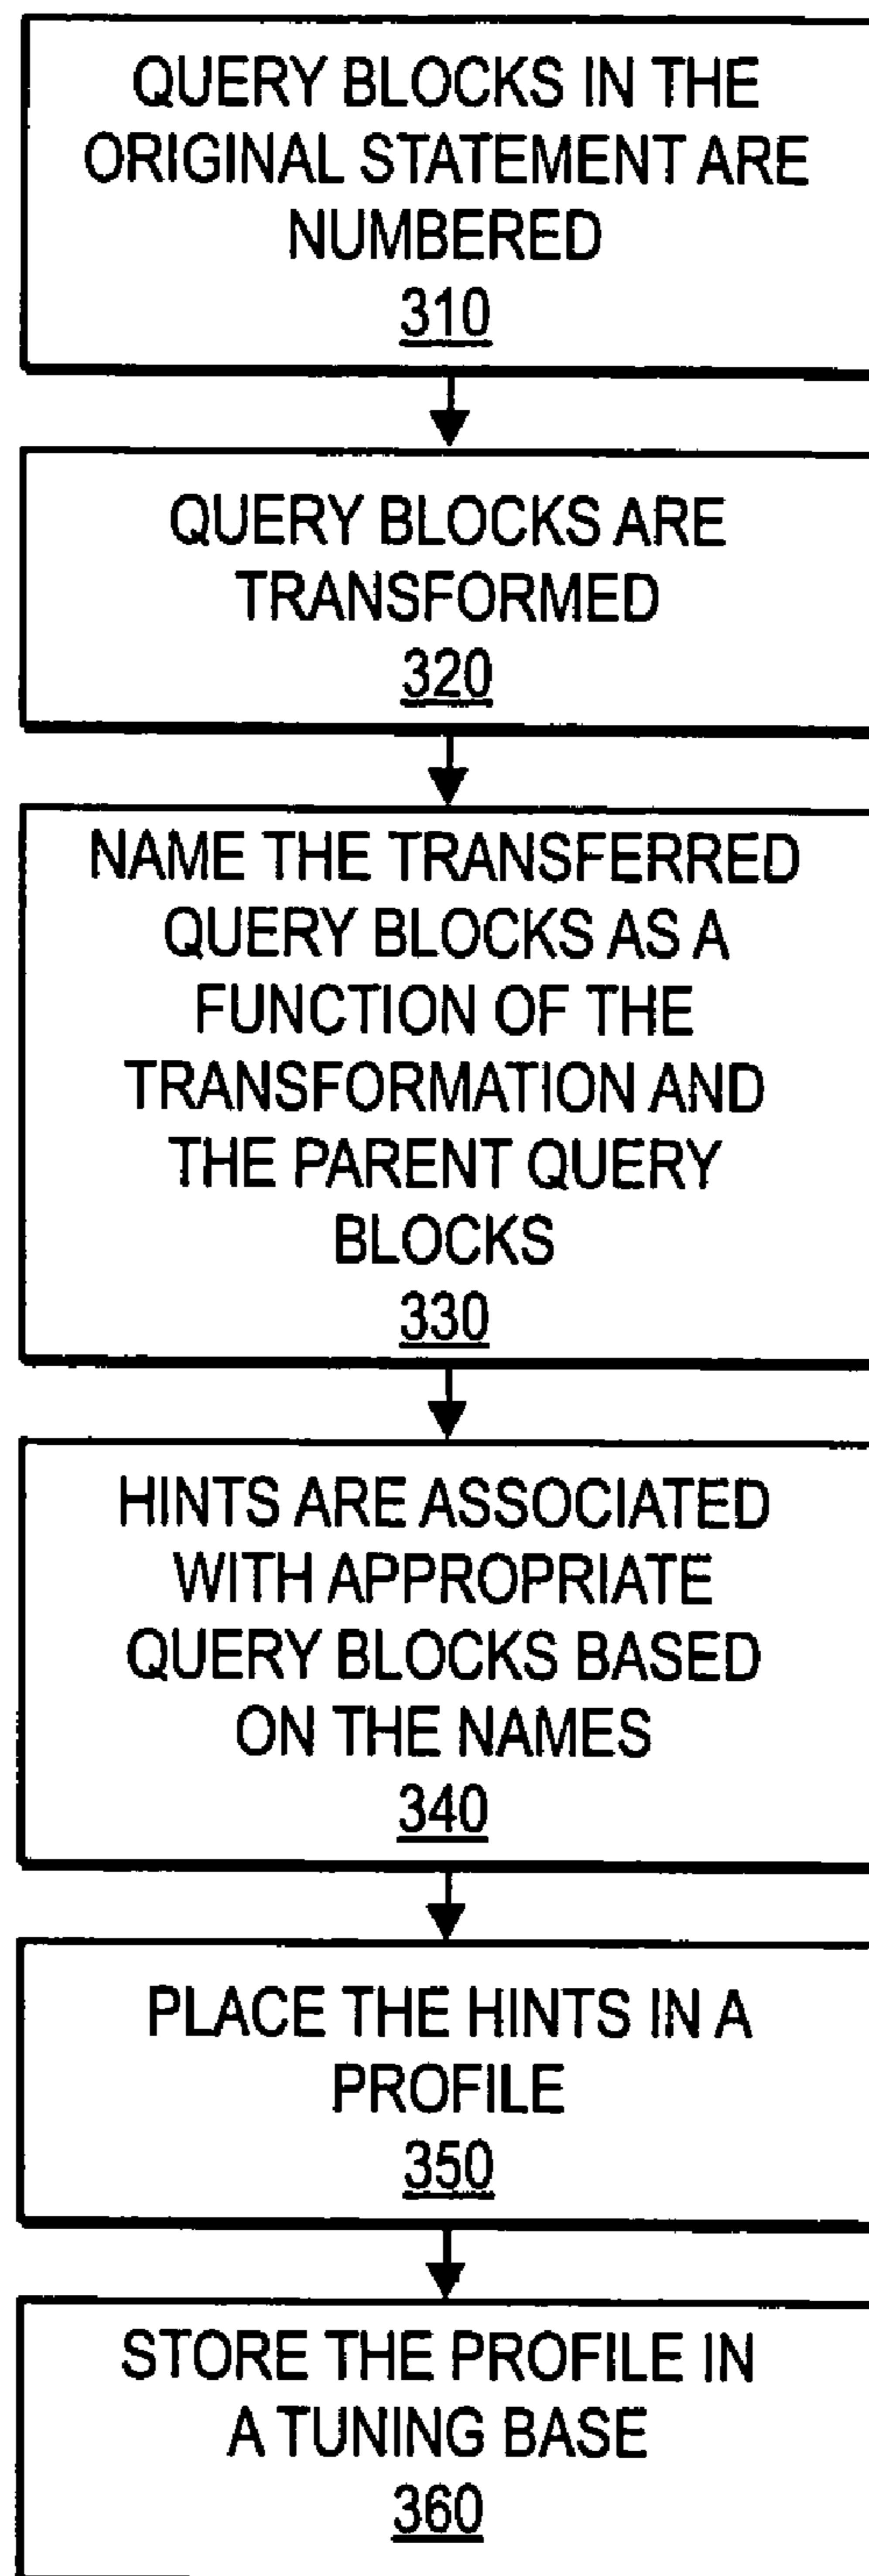 QUERY BLOCKS IN THE
ORIGINAL STATEMENT ARE
NUMBERED
310
QUERY BLOCKS ARE
TRANSFORMED
320
NAME THE TRANSFERRED
QUERY BLOCKS AS A
FUNCTION OF THE
TRANSFORMATION AND
THE PARENT QUERY
BLOCKS
330
HINTS ARE ASSOCIATED
WITH APPROPRIATE
QUERY BLOCKS BASED
ON THE NAMES
340
PLACE THE HINTS IN A
PROFILE
350
STORE THE PROFILE IN
A TUNING BASE
360